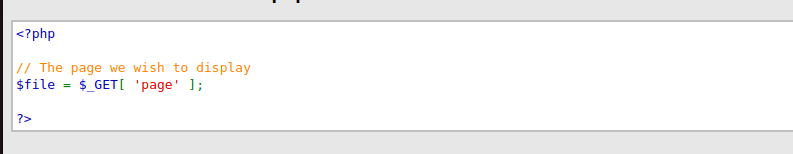 <?php
// The page we wish to display
$file = $_GET[ 'page' ];
?>